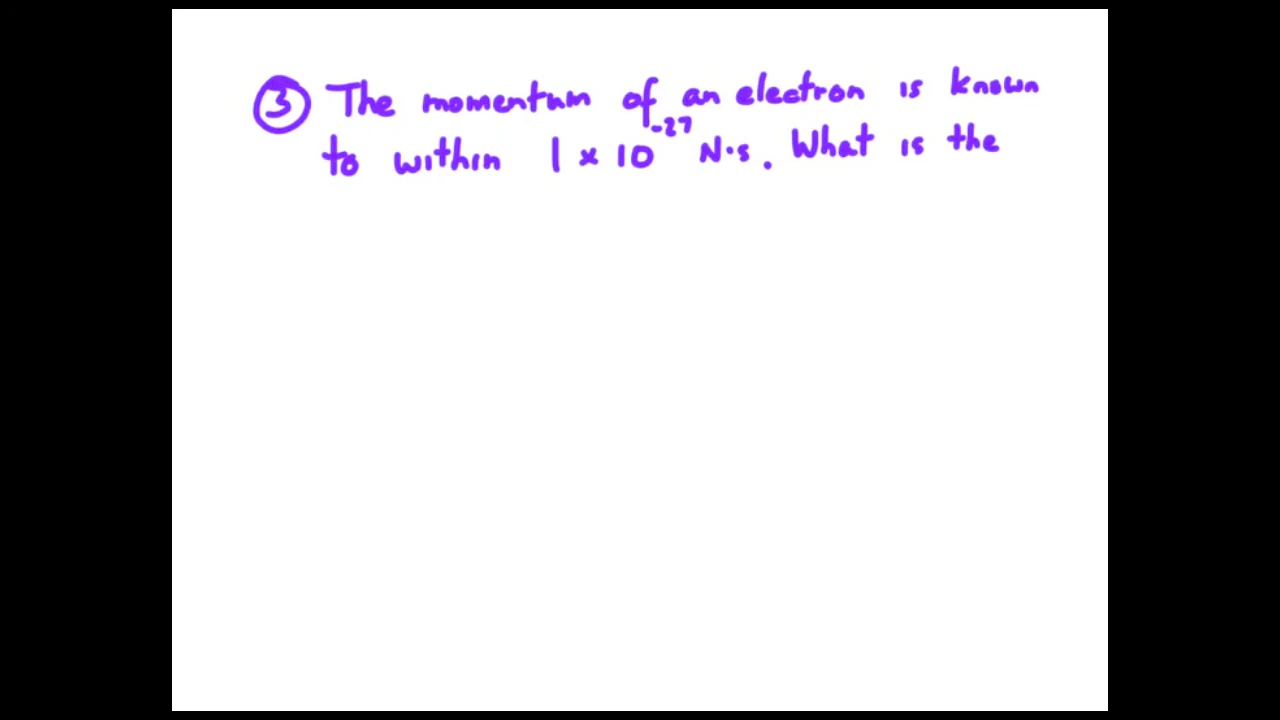 ③ The momentum of an electron is known
to within 1 × 10⁻²⁷ N·s. What is the